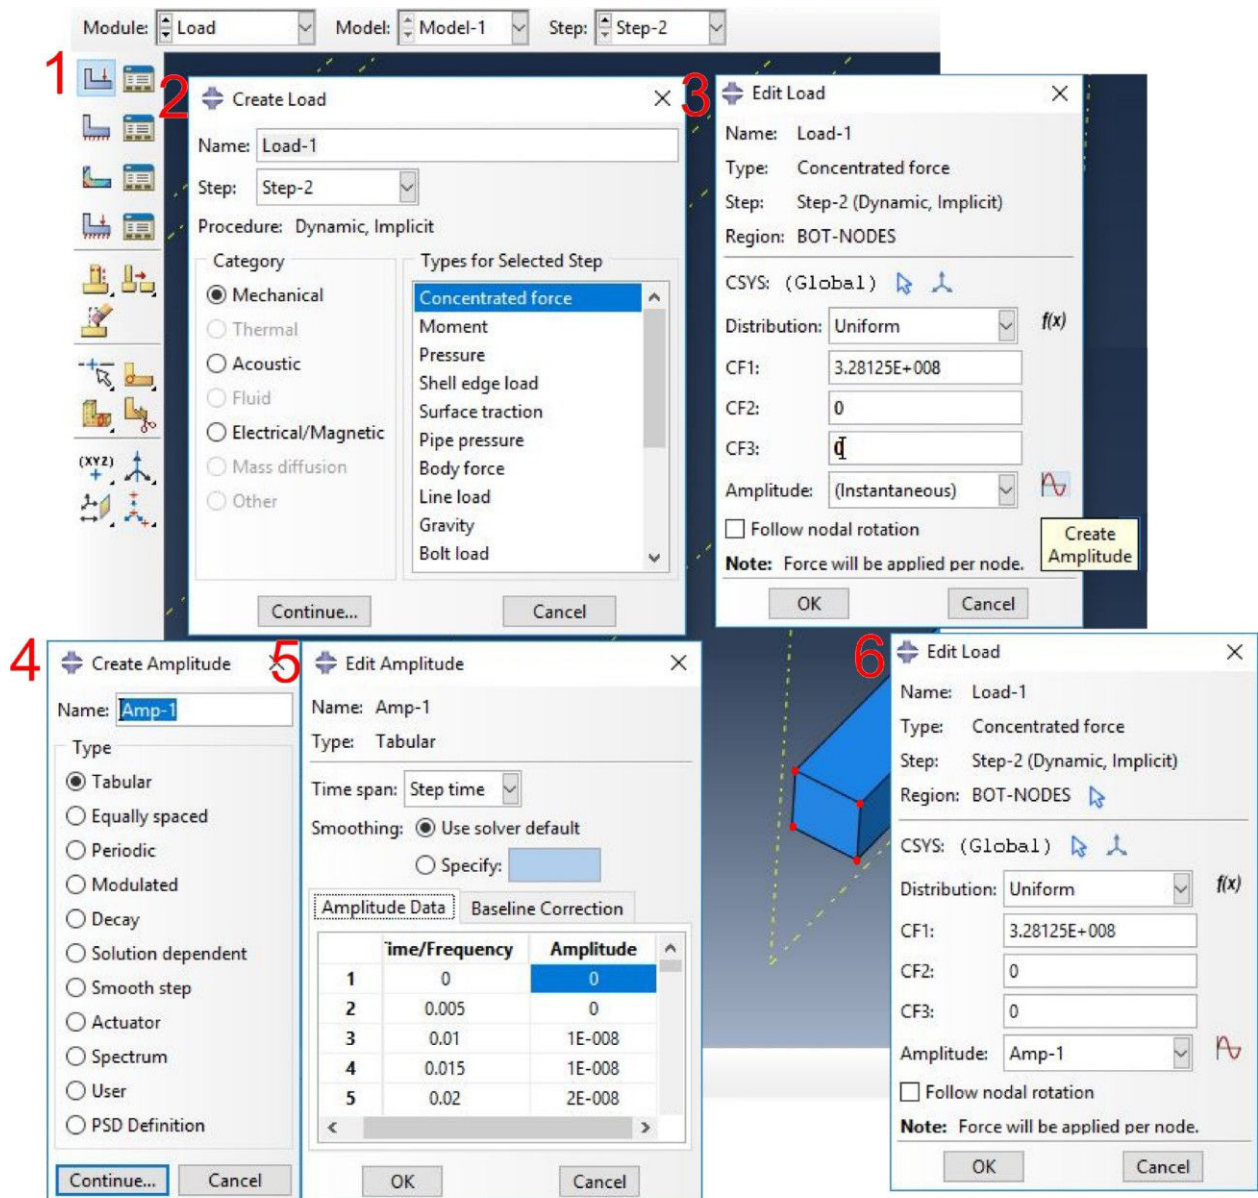 Module: Load Model: Model-1 Step: Step-2
1
2
Create Load
Name: Load-1
Step: Step-2
Procedure: Dynamic, Implicit
Category
Mechanical
Thermal
Acoustic
Fluid
Electrical/Magnetic
Mass diffusion
Other
Types for Selected Step
Concentrated force
Moment
Pressure
Shell edge load
Surface traction
Pipe pressure
Body force
Line load
Gravity
Bolt load
Continue... Cancel
3
Edit Load
Name: Load-1
Type: Concentrated force
Step: Step-2 (Dynamic, Implicit)
Region: BOT-NODES
CSYS: (Global)
Distribution: Uniform f(x)
CF1: 3.28125E+008
CF2: 0
CF3: 0
Amplitude: (Instantaneous)
Follow nodal rotation
Create
Amplitude
Note: Force will be applied per node.
OK Cancel
(XYZ)
4
Create Amplitude
Name: Amp-1
Type
Tabular
Equally spaced
Periodic
Modulated
Decay
Solution dependent
Smooth step
Actuator
Spectrum
User
PSD Definition
Continue... Cancel
5
Edit Amplitude
Name: Amp-1
Type: Tabular
Time span: Step time
Smoothing: Use solver default
Specify:
Amplitude Data Baseline Correction
Time/Frequency Amplitude
1 0 0
2 0.005 0
3 0.01 1E-008
4 0.015 1E-008
5 0.02 2E-008
OK Cancel
6
Edit Load
Name: Load-1
Type: Concentrated force
Step: Step-2 (Dynamic, Implicit)
Region: BOT-NODES
CSYS: (Global)
Distribution: Uniform f(x)
CF1: 3.28125E+008
CF2: 0
CF3: 0
Amplitude: Amp-1
Follow nodal rotation
Note: Force will be applied per node.
OK Cancel